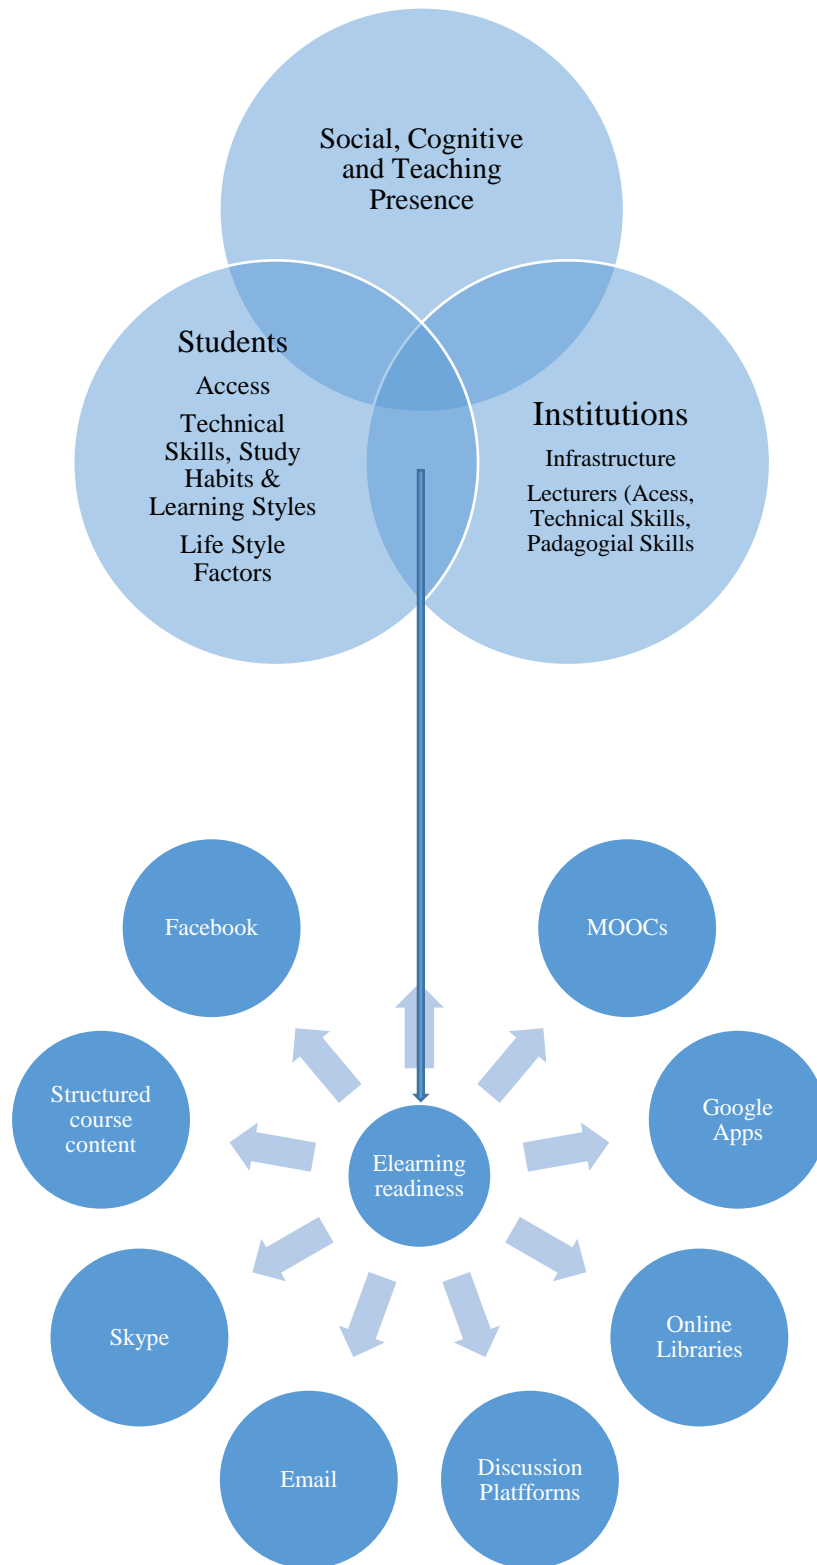 Social, Cognitive
and Teaching
Presence
Students
Access
Technical
Skills, Study
Habits &
Learning Styles
Life Style
Factors
Institutions
Infrastructure
Lecturers (Acess,
Technical Skills,
Padagogial Skills
Facebook
MOOCs
Structured
course
content
Google
Apps
Elearning
readiness
Skype
Online
Libraries
Email
Discussion
Platfforms